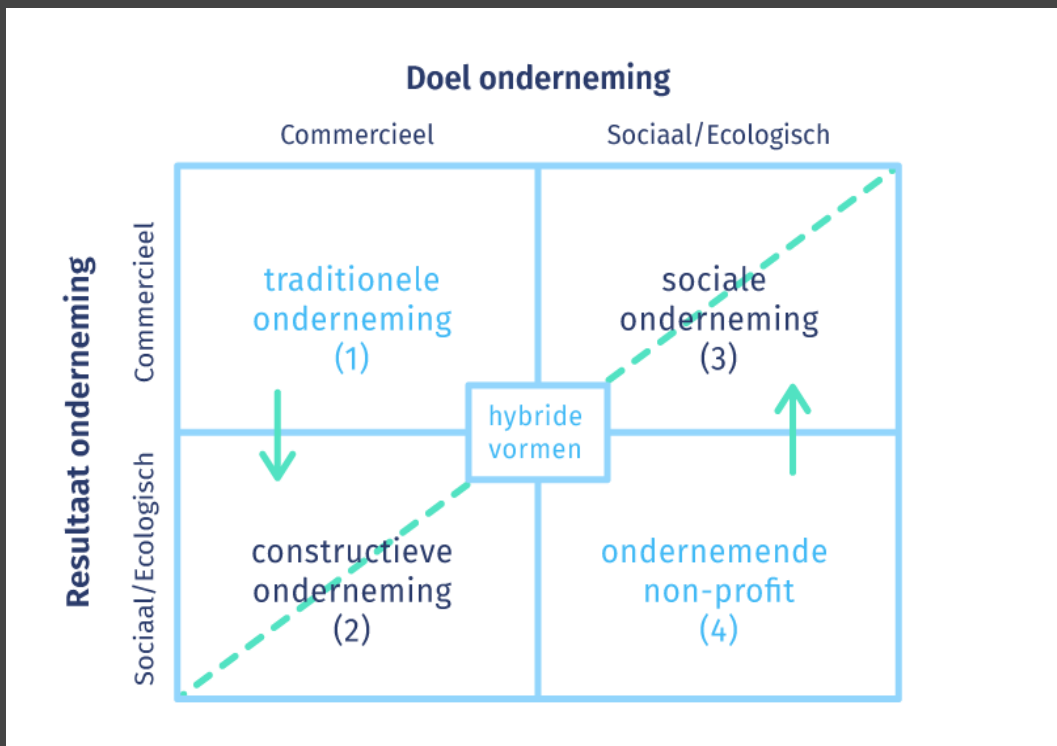 Doel onderneming
Commercieel
Sociaal/Ecologisch
Resultaat onderneming
Commercieel
Sociaal/Ecologisch
traditionele
onderneming
(1)
sociale
onderneming
(3)
hybride
vormen
constructieve
onderneming
(2)
ondernemende
non-profit
(4)